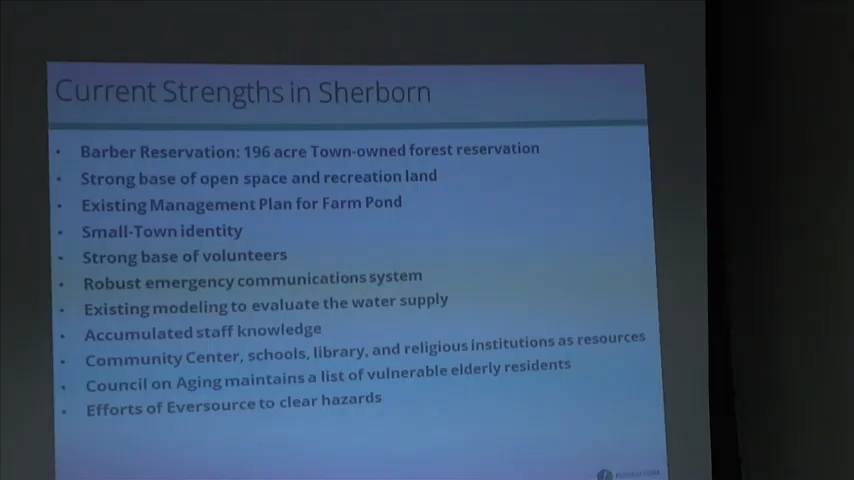 Current Strengths in Sherborn
• Barber Reservation: 196 acre Town-owned forest reservation
• Strong base of open space and recreation land
• Existing Management Plan for Farm Pond
• Small-Town identity
• Strong base of volunteers
• Robust emergency communications system
• Existing modeling to evaluate the water supply
• Accumulated staff knowledge
• Community Center, schools, library, and religious institutions as resources
• Council on Aging maintains a list of vulnerable elderly residents
• Efforts of Eversource to clear hazards